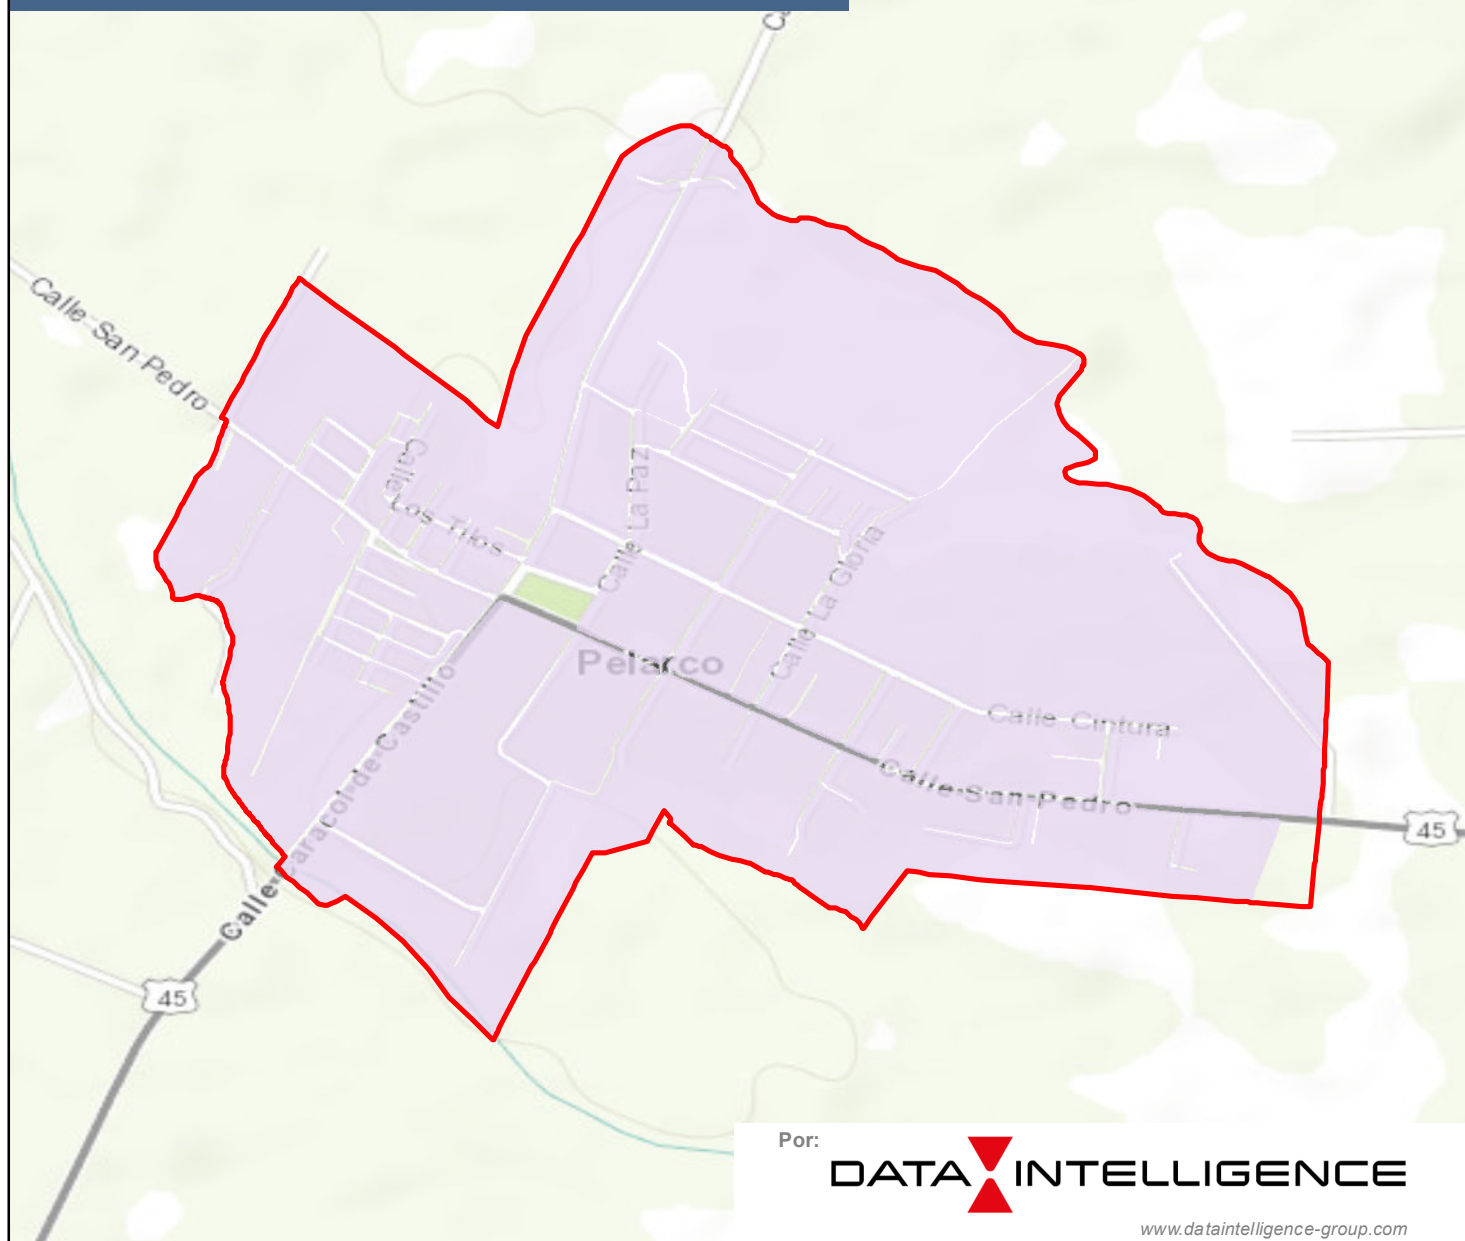 Ca
Calle San Pedro
Calle
Los Tilos
Calle La Paz
Calle La Gloria
Pelarco
Calle Cintura
Calle San Pedro
45
Calle Caracol de Castillo
45
Por:
DATA INTELLIGENCE
www.dataintelligence-group.com